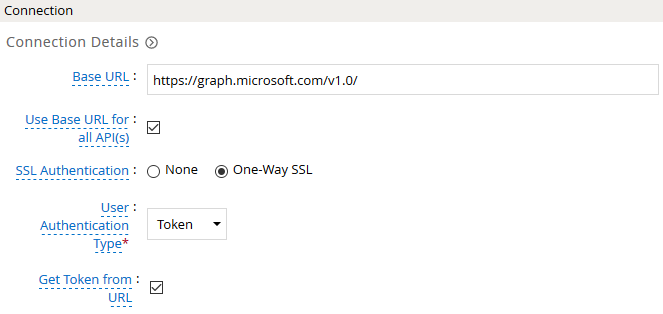 Connection
Connection Details
Base URL :
https://graph.microsoft.com/v1.0/
Use Base URL for :
all API(s)
SSL Authentication :
None
One-Way SSL
User :
Authentication
Type*
Token
Get Token from :
URL